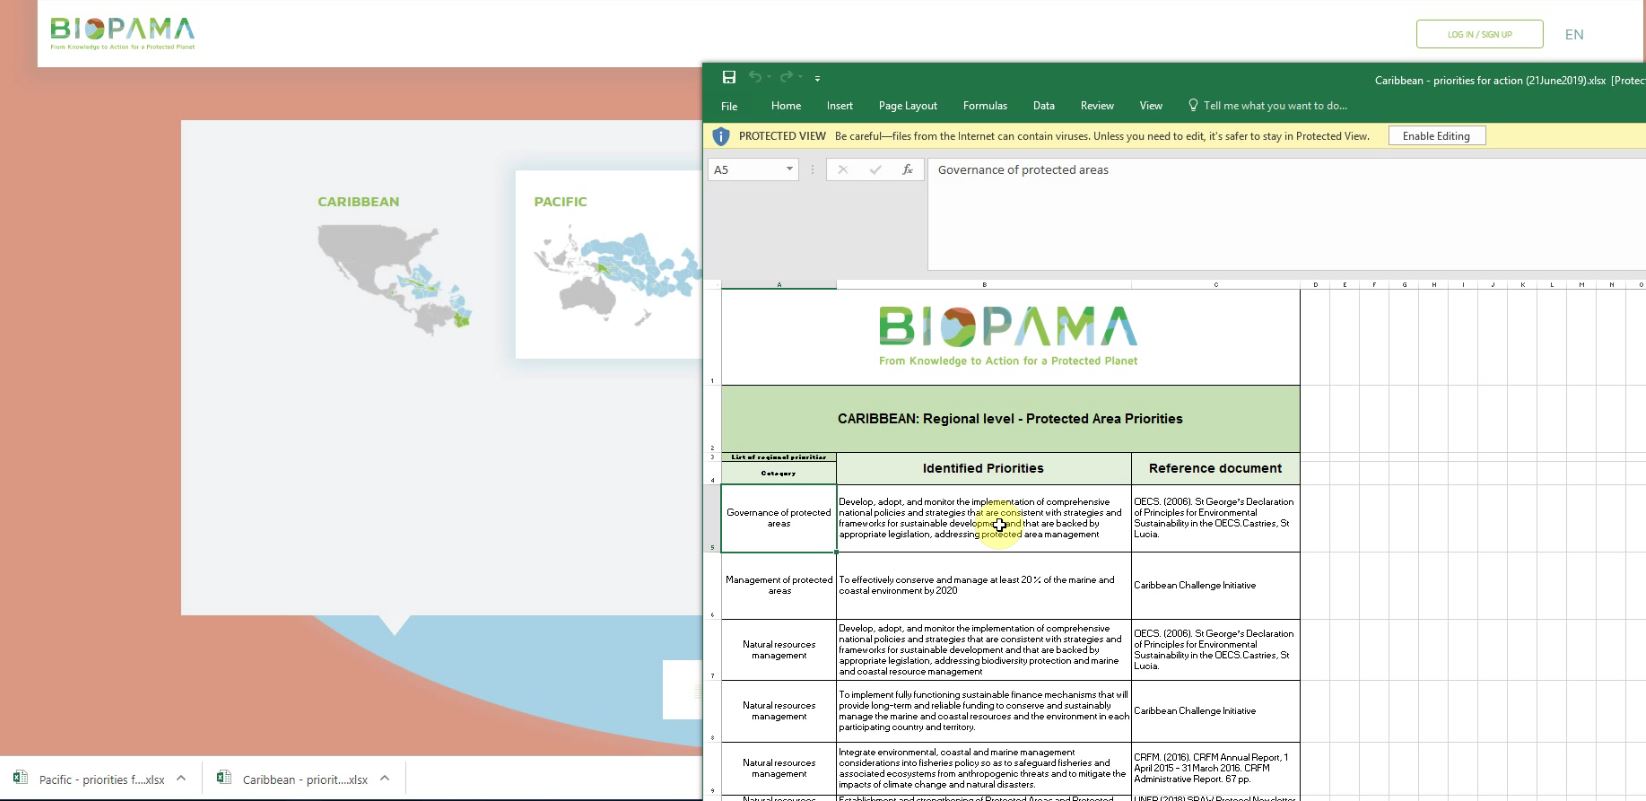 BIOPAMA
From Knowledge to Action for a Protected Planet
LOG IN / SIGN UP
EN
CARIBBEAN
PACIFIC
Caribbean - priorities for action (21June2019).xlsx [Protec
File Home Insert Page Layout Formulas Data Review View Tell me what you want to do...
PROTECTED VIEW Be careful—files from the Internet can contain viruses. Unless you need to edit, it's safer to stay in Protected View. Enable Editing
A5 fx Governance of protected areas
A B C D E F G H I J K L M N O
BIOPAMA
From Knowledge to Action for a Protected Planet
1
CARIBBEAN: Regional level - Protected Area Priorities
2
3 List of regional priorities
4 Category
Identified Priorities
Reference document
Governance of protected
areas
5
Develop, adopt, and monitor the implementation of comprehensive
national policies and strategies that are consistent with strategies and
frameworks for sustainable development and that are backed by
appropriate legislation, addressing protected area management
OECS. (2006). St George's Declaration
of Principles for Environmental
Sustainability in the OECS.Castries, St
Lucia.
Management of protected
areas
6
To effectively conserve and manage at least 20% of the marine and
coastal environment by 2020
Caribbean Challenge Initiative
Natural resources
management
7
Develop, adopt, and monitor the implementation of comprehensive
national policies and strategies that are consistent with strategies and
frameworks for sustainable development and that are backed by
appropriate legislation, addressing biodiversity protection and marine
and coastal resource management
OECS. (2006). St George's Declaration
of Principles for Environmental
Sustainability in the OECS.Castries, St
Lucia.
Natural resources
management
8
To implement fully functioning sustainable finance mechanisms that will
provide long-term and reliable funding to conserve and sustainably
manage the marine and coastal resources and the environment in each
participating country and territory.
Caribbean Challenge Initiative
Natural resources
management
9
Integrate environmental, coastal and marine management
considerations into fisheries policy so as to safeguard fisheries and
associated ecosystems from anthropogenic threats and to mitigate the
impacts of climate change and natural disasters.
CRFM. (2016). CRFM Annual Report, 1
April 2015 - 31 March 2016. CRFM
Administrative Report. 67 pp.
Natural resources
Establishment and strengthening of Protected Areas and Protected
Pacific - priorities f....xlsx
Caribbean - priorit....xlsx